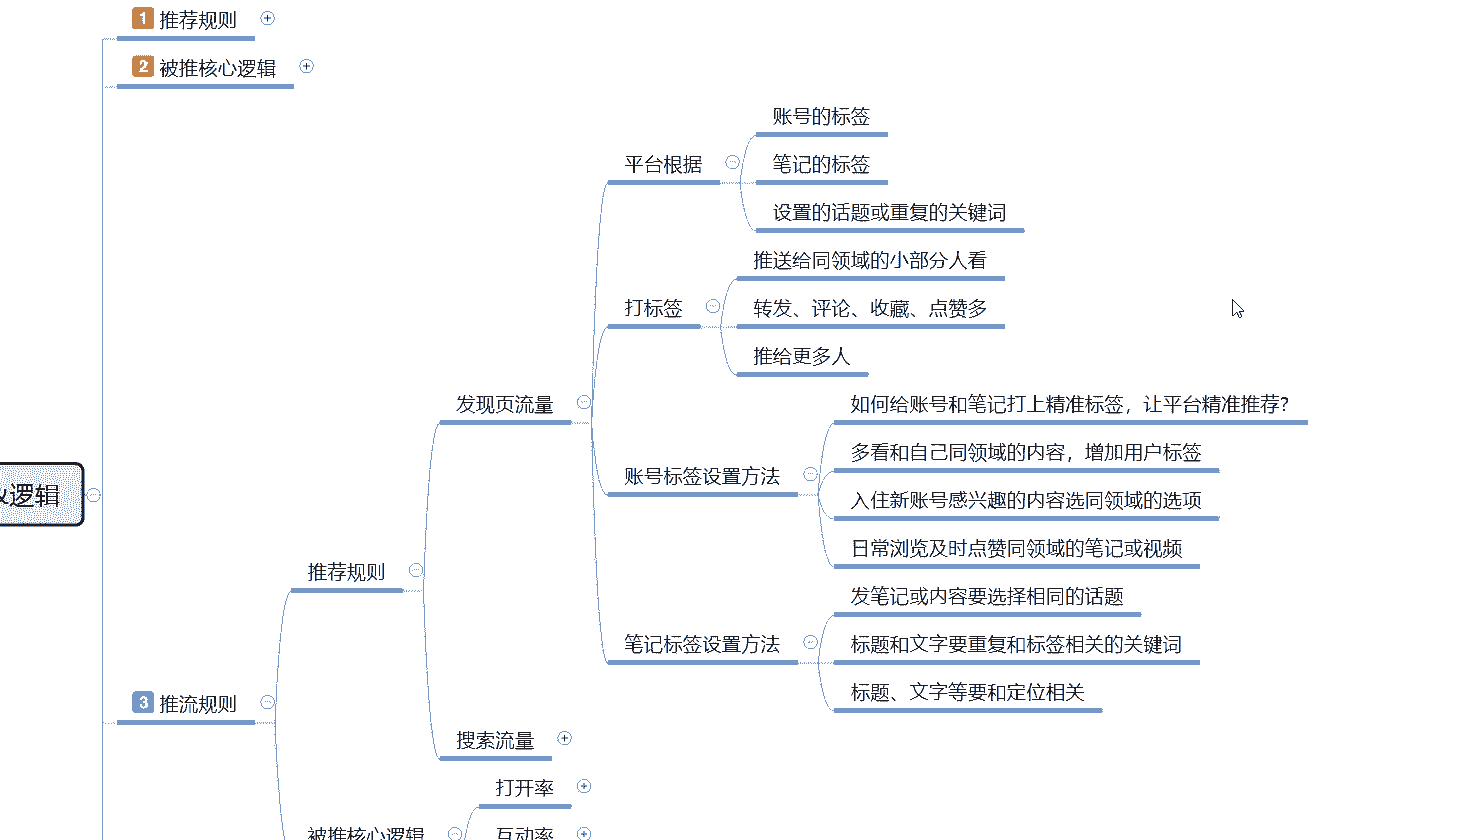 1 推荐规则
2 被推核心逻辑
账号的标签
平台根据
笔记的标签
设置的话题或重复的关键词
推送给同领域的小部分人看
打标签
转发、评论、收藏、点赞多
推给更多人
发现页流量
如何给账号和笔记打上精准标签，让平台精准推荐？
多看和自己同领域的内容，增加用户标签
账号标签设置方法
入住新账号感兴趣的内容选同领域的选项
日常浏览及时点赞同领域的笔记或视频
逻辑
推荐规则
发笔记或内容要选择相同的话题
笔记标签设置方法
标题和文字要重复和标签相关的关键词
标题、文字等要和定位相关
3 推流规则
搜索流量
打开率
被推核心逻辑
互动率